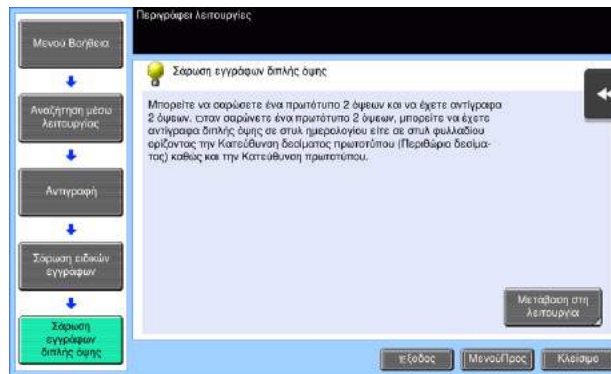 Περιγράφει λειτουργίες
Μενού Βοήθεια
Αναζήτηση μέσω
λειτουργίας
Αντιγραφή
Σάρωση ειδικών
εγγράφων
Σάρωση
εγγράφων
διπλής όψης
Σάρωση εγγράφων διπλής όψης
Μπορείτε να σαρώσετε ένα πρωτότυπο 2 όψεων και να έχετε αντίγραφα
2 όψεων. Όταν σαρώνετε ένα πρωτότυπο 2 όψεων, μπορείτε να έχετε
αντίγραφα διπλής όψης σε στυλ ημερολογίου είτε σε στυλ φυλλαδίου
ορίζοντας την Κατεύθυνση δεσίματος πρωτοτύπου (Περιθώριο δεσίμα-
τος) καθώς και την Κατεύθυνση πρωτοτύπου.
Μετάβαση στη
λειτουργία
Έξοδος
ΜενούΠρος
Κλείσιμο